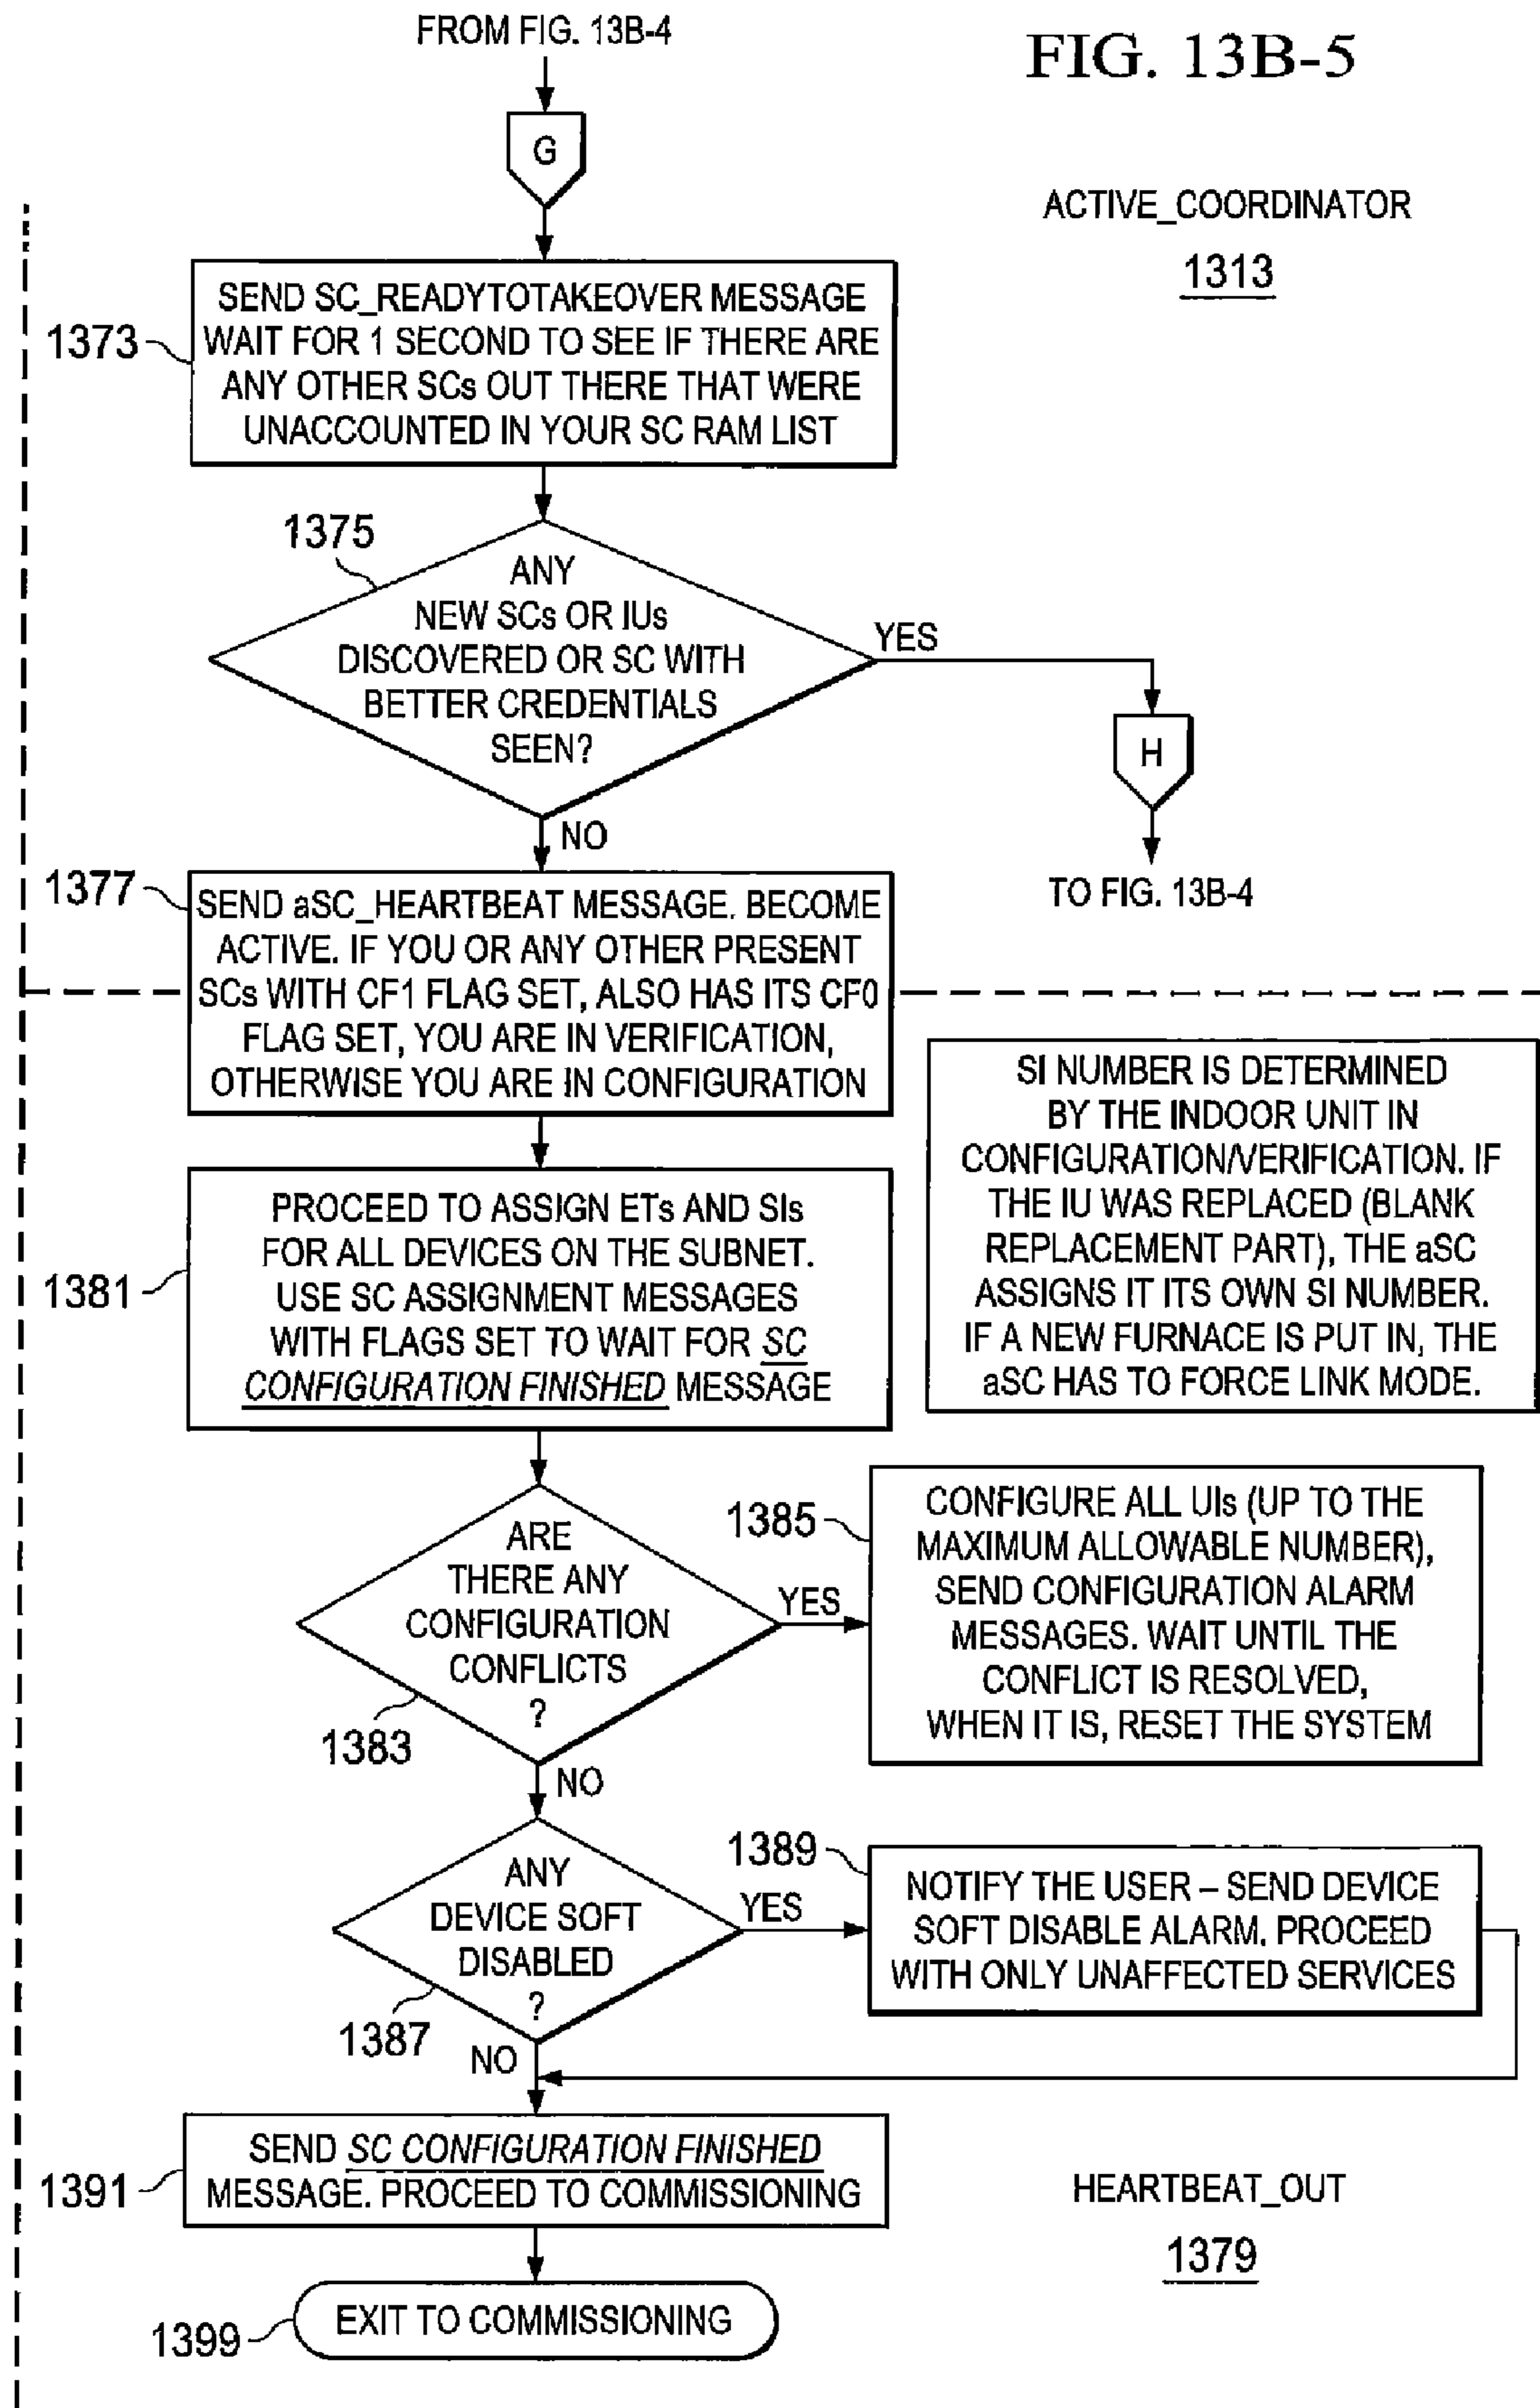 FROM FIG. 13B-4
FIG. 13B-5
G
ACTIVE_COORDINATOR
1313
1373
SEND SC_READYTOTAKEOVER MESSAGE
WAIT FOR 1 SECOND TO SEE IF THERE ARE
ANY OTHER SCs OUT THERE THAT WERE
UNACCOUNTED IN YOUR SC RAM LIST
1375
ANY
NEW SCs OR IUs
DISCOVERED OR SC WITH
BETTER CREDENTIALS
SEEN?
YES
H
TO FIG. 13B-4
NO
1377
SEND aSC_HEARTBEAT MESSAGE. BECOME
ACTIVE. IF YOU OR ANY OTHER PRESENT
SCs WITH CF1 FLAG SET, ALSO HAS ITS CF0
FLAG SET, YOU ARE IN VERIFICATION,
OTHERWISE YOU ARE IN CONFIGURATION
SI NUMBER IS DETERMINED
BY THE INDOOR UNIT IN
CONFIGURATION/VERIFICATION. IF
THE IU WAS REPLACED (BLANK
REPLACEMENT PART), THE aSC
ASSIGNS IT ITS OWN SI NUMBER.
IF A NEW FURNACE IS PUT IN, THE
aSC HAS TO FORCE LINK MODE.
1381
PROCEED TO ASSIGN ETs AND SIs
FOR ALL DEVICES ON THE SUBNET.
USE SC ASSIGNMENT MESSAGES
WITH FLAGS SET TO WAIT FOR SC
CONFIGURATION FINISHED MESSAGE
1383
ARE
THERE ANY
CONFIGURATION
CONFLICTS
?
YES
1385
CONFIGURE ALL UIs (UP TO THE
MAXIMUM ALLOWABLE NUMBER),
SEND CONFIGURATION ALARM
MESSAGES. WAIT UNTIL THE
CONFLICT IS RESOLVED,
WHEN IT IS, RESET THE SYSTEM
NO
1387
ANY
DEVICE SOFT
DISABLED
?
YES
1389
NOTIFY THE USER – SEND DEVICE
SOFT DISABLE ALARM. PROCEED
WITH ONLY UNAFFECTED SERVICES
NO
1391
SEND SC CONFIGURATION FINISHED
MESSAGE. PROCEED TO COMMISSIONING
HEARTBEAT_OUT
1379
1399
EXIT TO COMMISSIONING